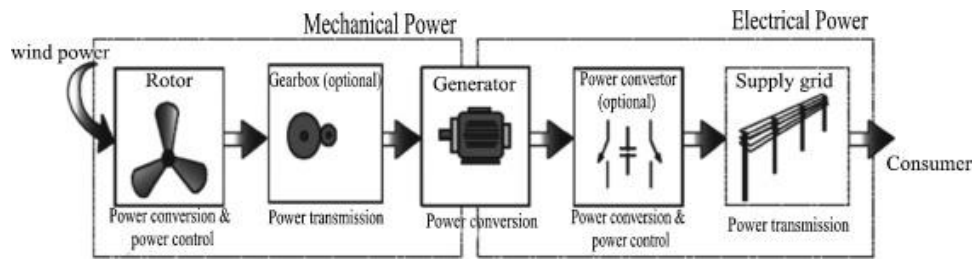 Mechanical Power
Electrical Power
wind power
Rotor
Gearbox (optional)
Generator
Power convertor
(optional)
Supply grid
Consumer
Power conversion &
power control
Power transmission
Power conversion
Power conversion &
power control
Power transmission